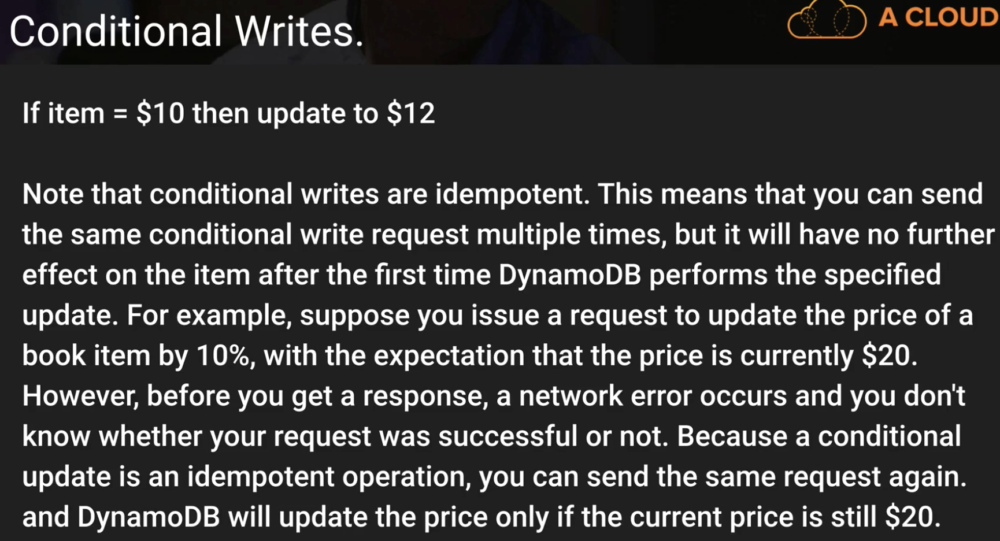 Conditional Writes.
A CLOUD
If item = $10 then update to $12
Note that conditional writes are idempotent. This means that you can send
the same conditional write request multiple times, but it will have no further
effect on the item after the first time DynamoDB performs the specified
update. For example, suppose you issue a request to update the price of a
book item by 10%, with the expectation that the price is currently $20.
However, before you get a response, a network error occurs and you don't
know whether your request was successful or not. Because a conditional
update is an idempotent operation, you can send the same request again.
and DynamoDB will update the price only if the current price is still $20.